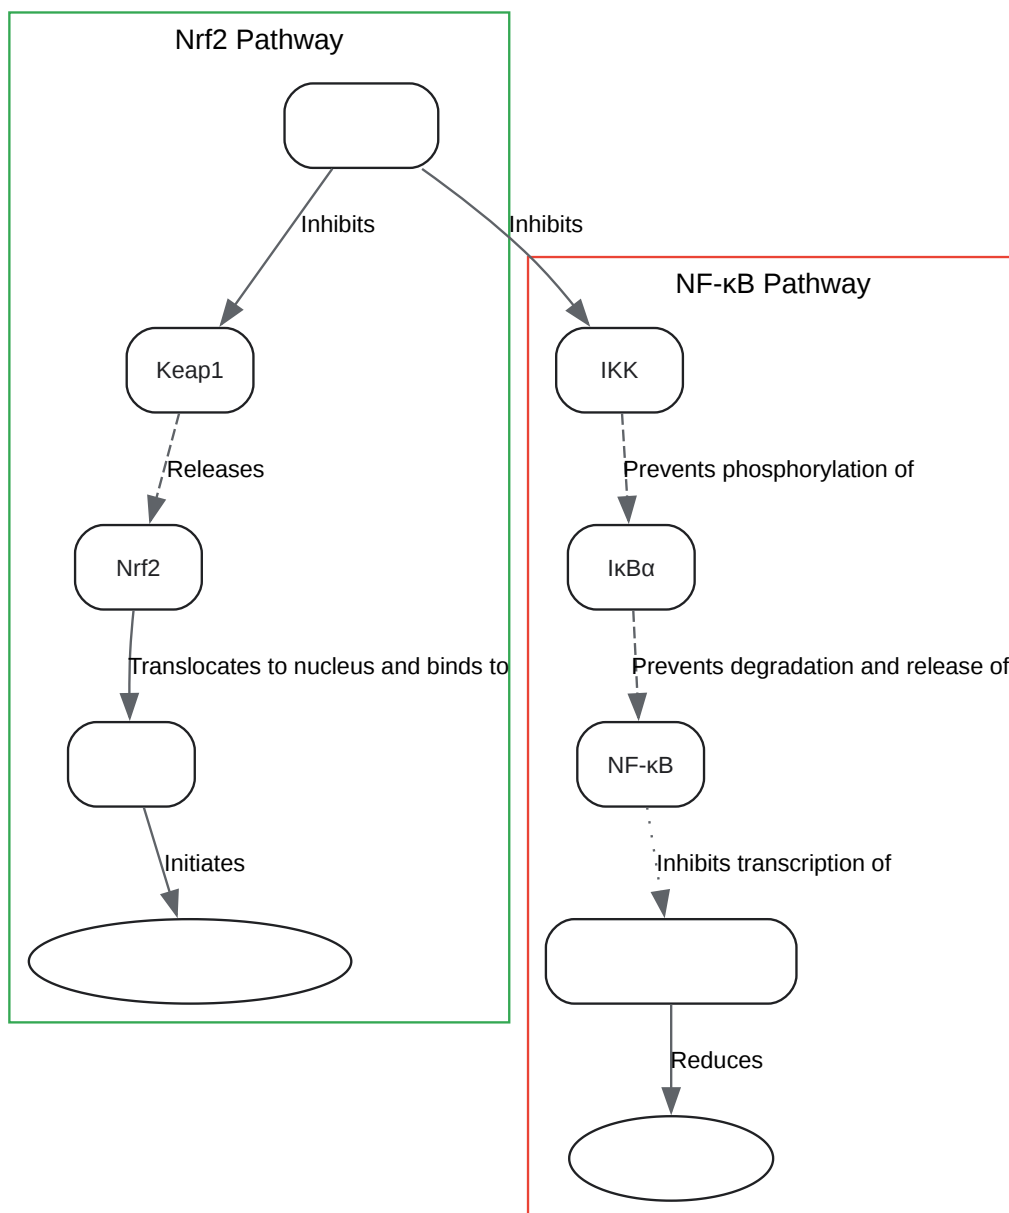 Nrf2 Pathway
Inhibits
Inhibits
NF-κB Pathway
Keap1
IKK
Releases
Prevents phosphorylation of
Nrf2
IκBα
Translocates to nucleus and binds to
Prevents degradation and release of
NF-κB
Initiates
Inhibits transcription of
Reduces